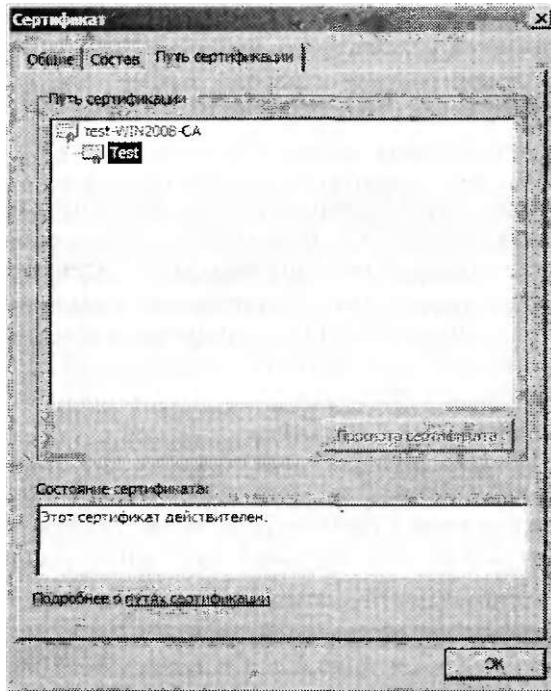 Сертификат
Общие Состав Путь сертификации
Путь сертификации
test-WIN2008-CA
Test
Просмотр сертификата
Состояние сертификата:
Этот сертификат действителен.
Подробнее о путях сертификации
ОК